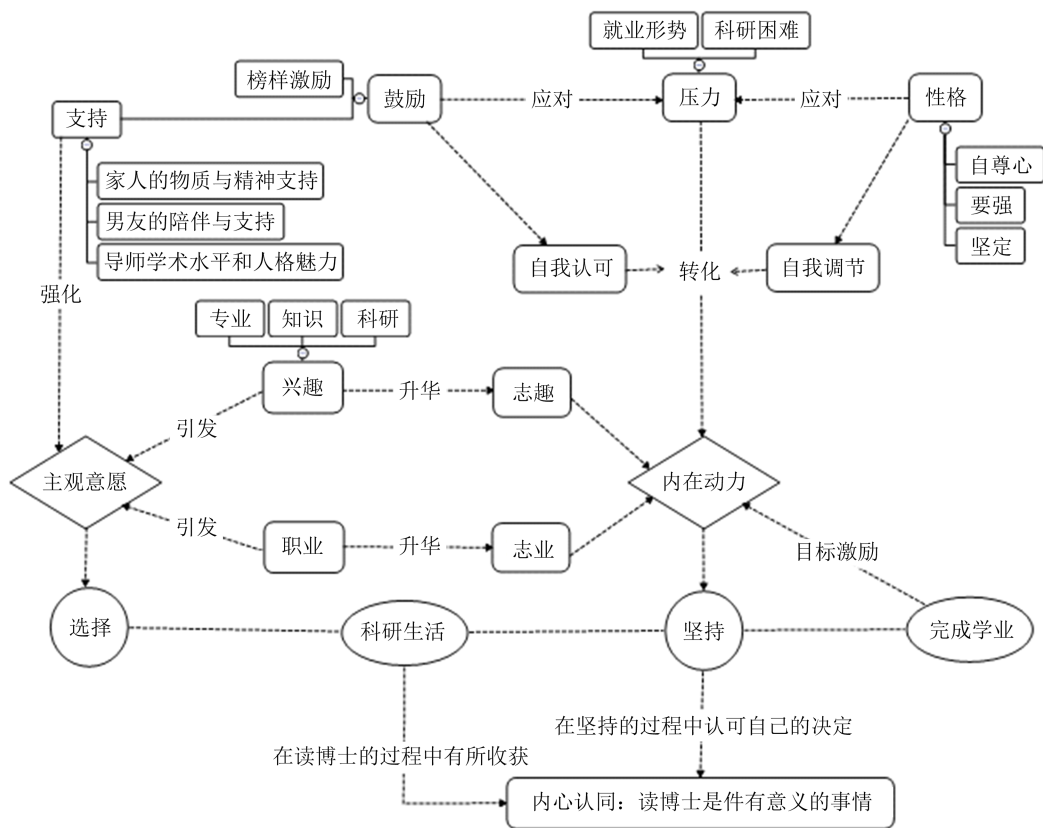 就业形势
科研困难
榜样激励
鼓励
应对
压力
应对
性格
支持
家人的物质与精神支持
男友的陪伴与支持
导师学术水平和人格魅力
自尊心
要强
坚定
自我认可
转化
自我调节
强化
专业
知识
科研
兴趣
升华
志趣
引发
主观意愿
内在动力
引发
职业
升华
志业
目标激励
选择
科研生活
坚持
完成学业
在坚持的过程中认可自己的决定
在读博士的过程中有所收获
内心认同：读博士是件有意义的事情